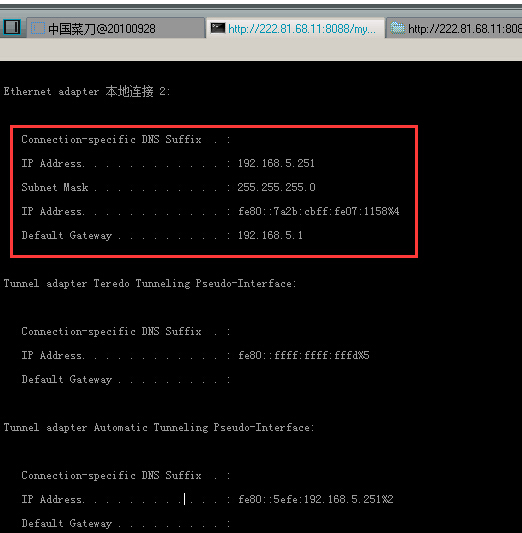 中国菜刀@20100928
http://222.81.68.11:8088/my...
http://222.81.68.11:808
Ethernet adapter 本地连接 2:
Connection-specific DNS Suffix . :
IP Address. . . . . . . . . . . . : 192.168.5.251
Subnet Mask . . . . . . . . . . . : 255.255.255.0
IP Address. . . . . . . . . . . . : fe80::7a2b:cbff:fe07:1158%4
Default Gateway . . . . . . . . . : 192.168.5.1
Tunnel adapter Teredo Tunneling Pseudo-Interface:
Connection-specific DNS Suffix . :
IP Address. . . . . . . . . . . . : fe80::ffff:ffff:fffd%5
Default Gateway . . . . . . . . . :
Tunnel adapter Automatic Tunneling Pseudo-Interface:
Connection-specific DNS Suffix . :
IP Address. . . . . . . . . . . . : fe80::5efe:192.168.5.251%2
Default Gateway . . . . . . . . . :